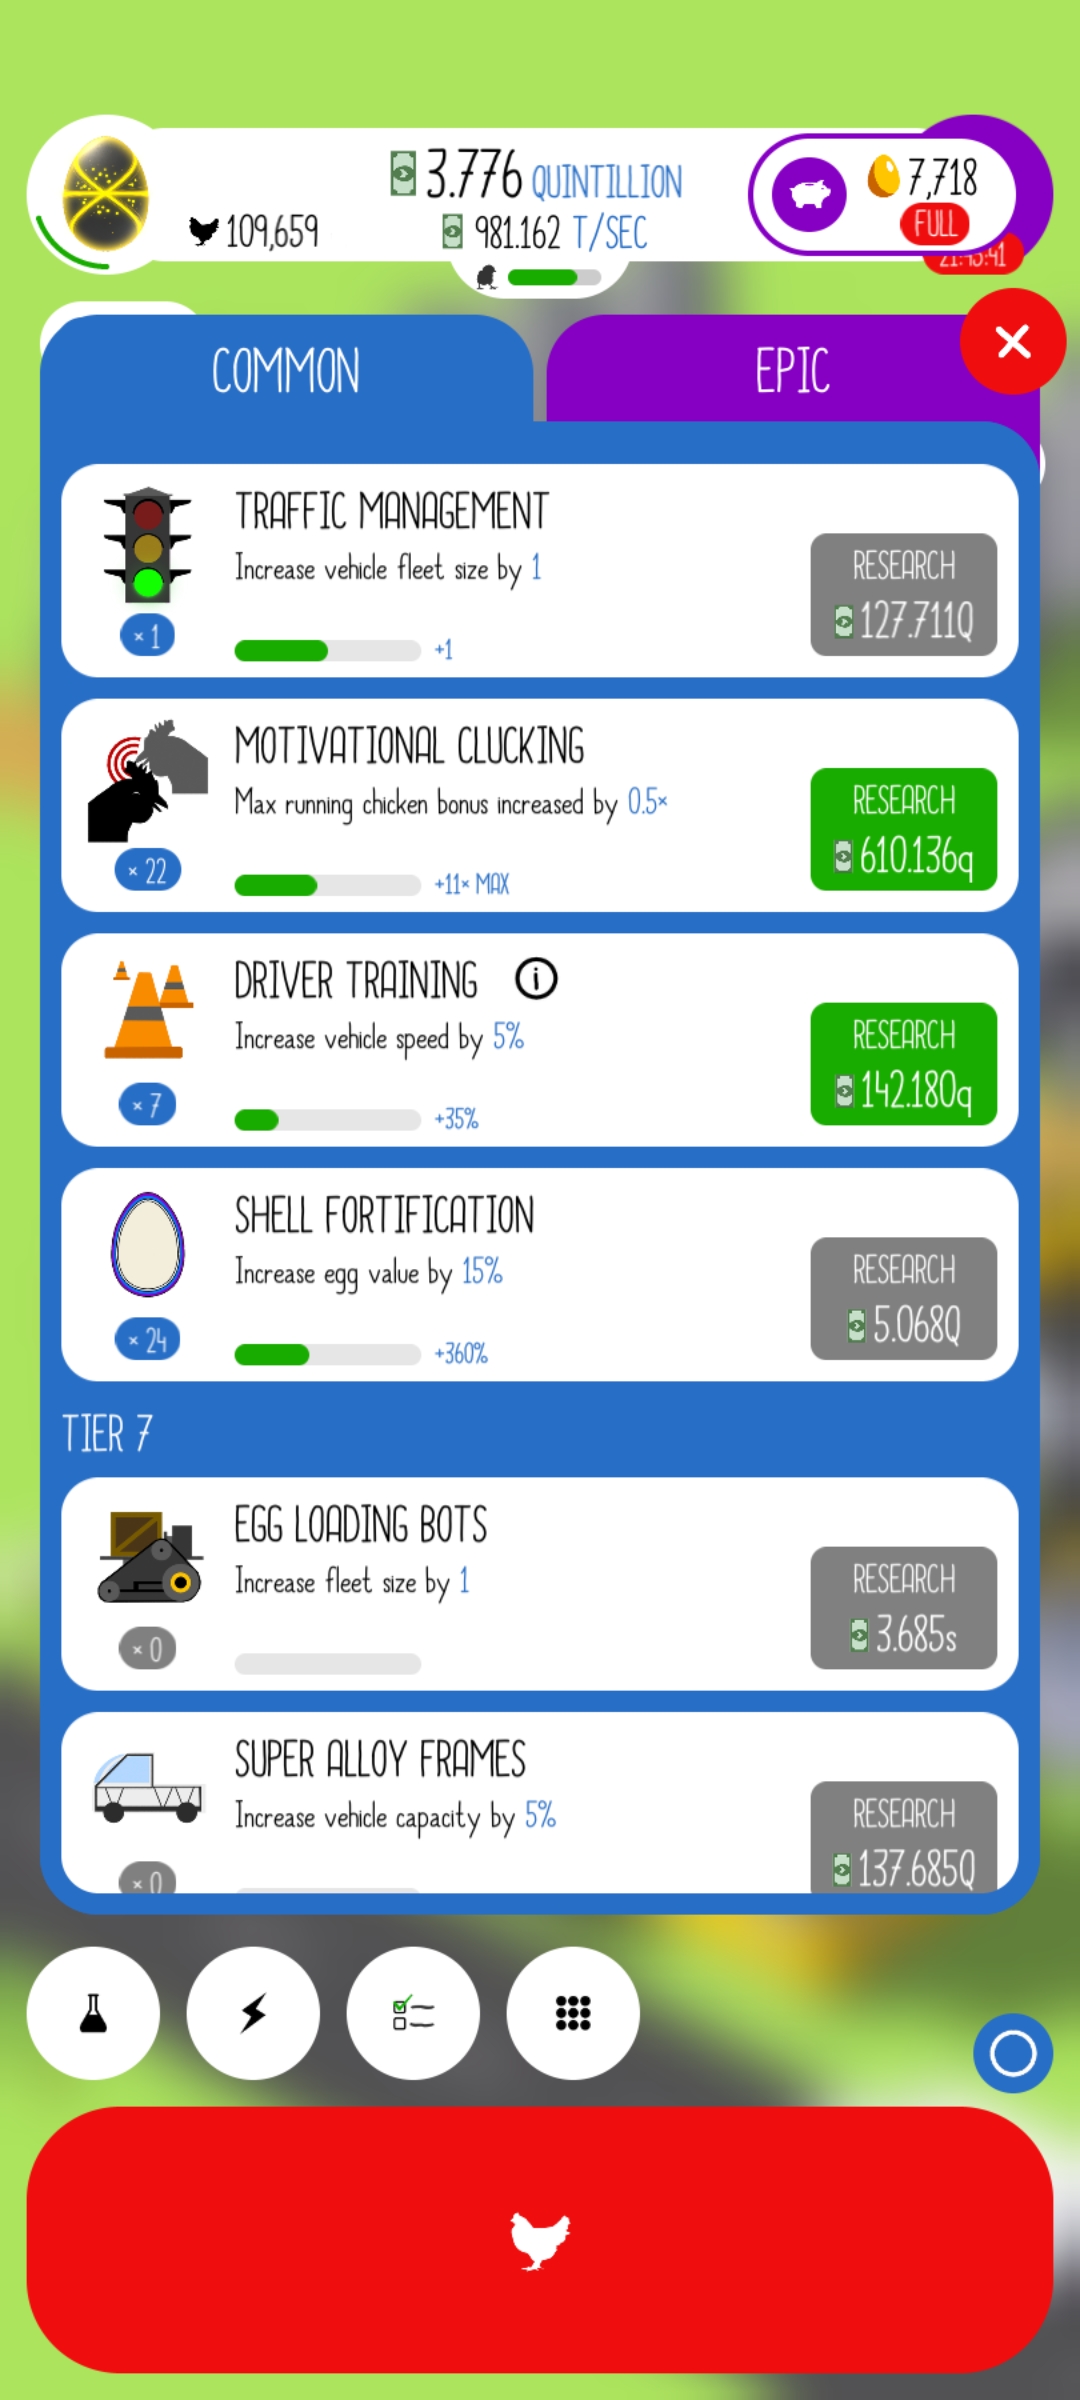 3.776 QUINTILLION
7,718
109,659
981.162 T/SEC
FULL
21:43:41
COMMON
EPIC
TRAFFIC MANAGEMENT
Increase vehicle fleet size by 1
RESEARCH
127.711Q
× 1
+1
MOTIVATIONAL CLUCKING
Max running chicken bonus increased by 0.5×
RESEARCH
610.136q
× 22
+11× MAX
DRIVER TRAINING i
Increase vehicle speed by 5%
RESEARCH
142.180q
× 7
+35%
SHELL FORTIFICATION
Increase egg value by 15%
RESEARCH
5.068Q
× 24
+360%
TIER 7
EGG LOADING BOTS
Increase fleet size by 1
RESEARCH
3.685s
× 0
SUPER ALLOY FRAMES
Increase vehicle capacity by 5%
RESEARCH
137.685Q
× 0